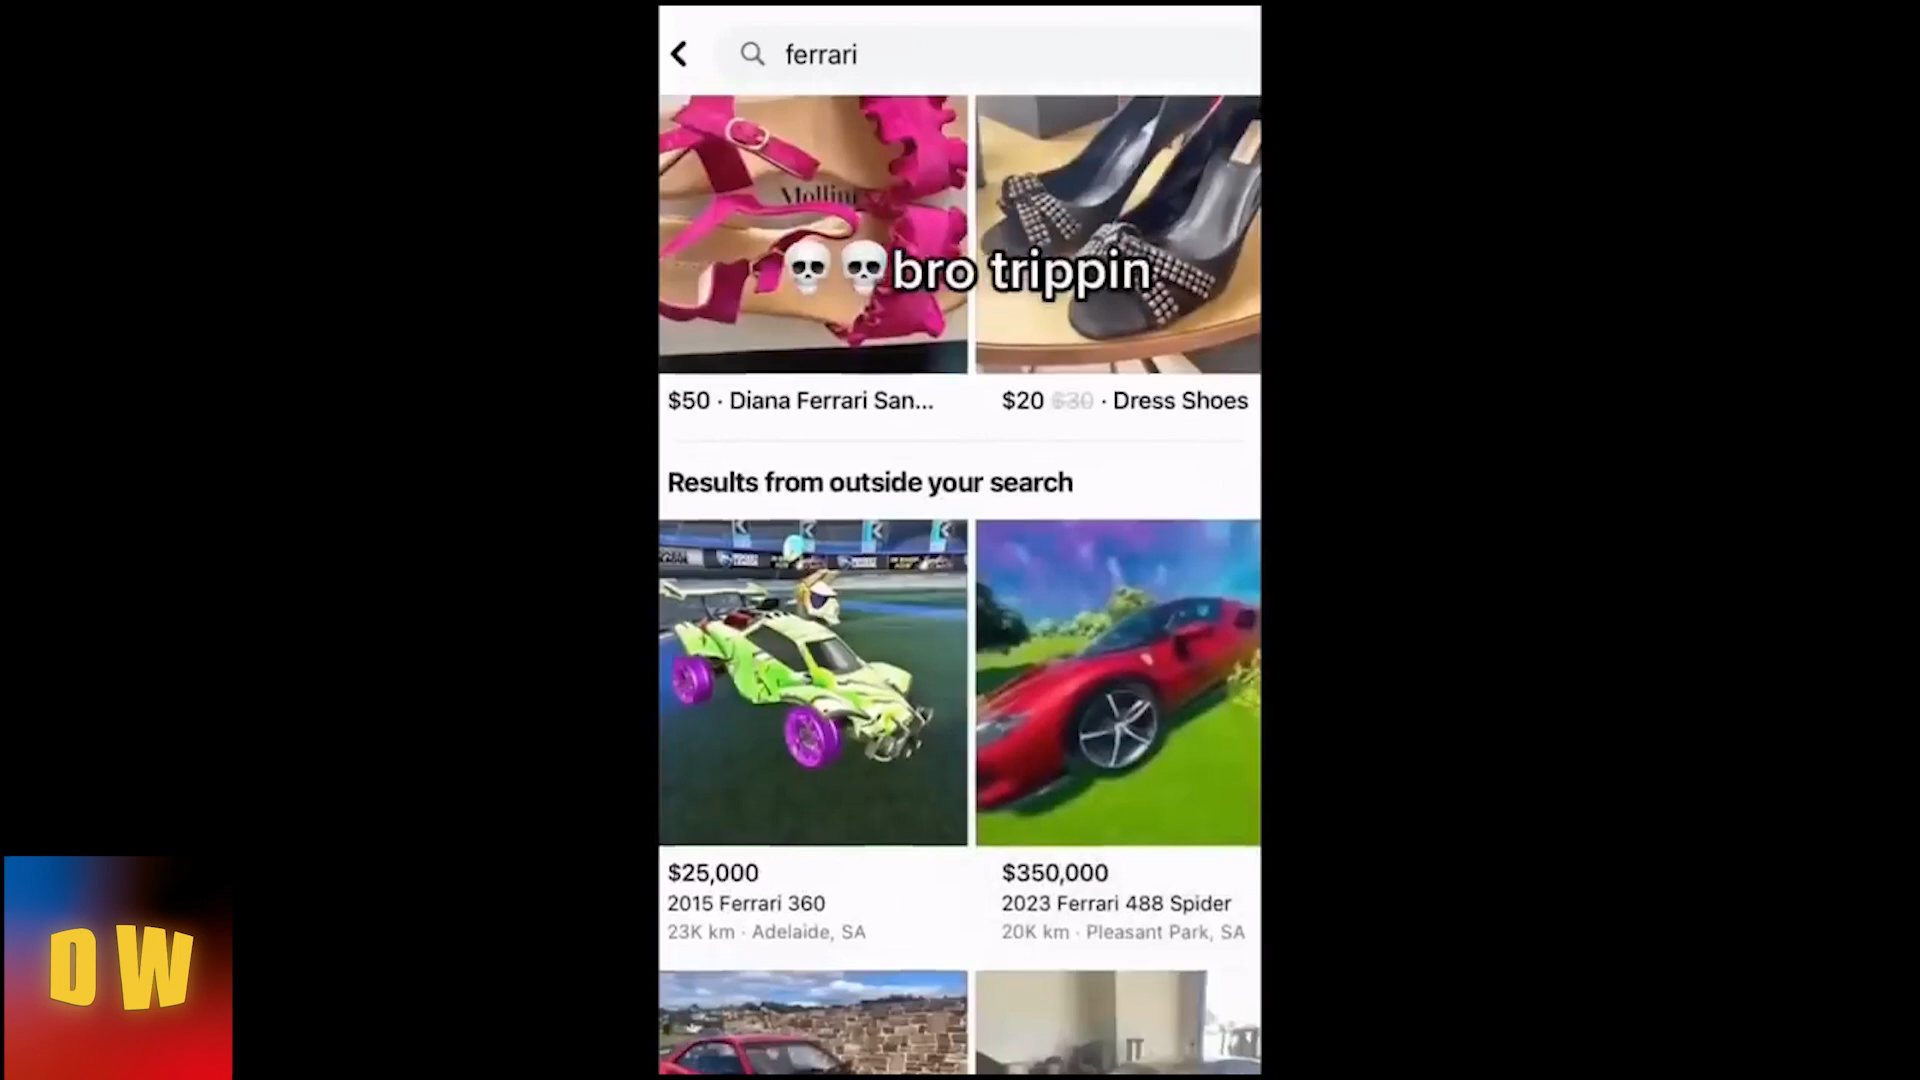 ferrari
Mollini
💀💀bro trippin
$50 · Diana Ferrari San...
$20 $30 · Dress Shoes
Results from outside your search
$25,000
2015 Ferrari 360
23K km · Adelaide, SA
$350,000
2023 Ferrari 488 Spider
20K km · Pleasant Park, SA
DW